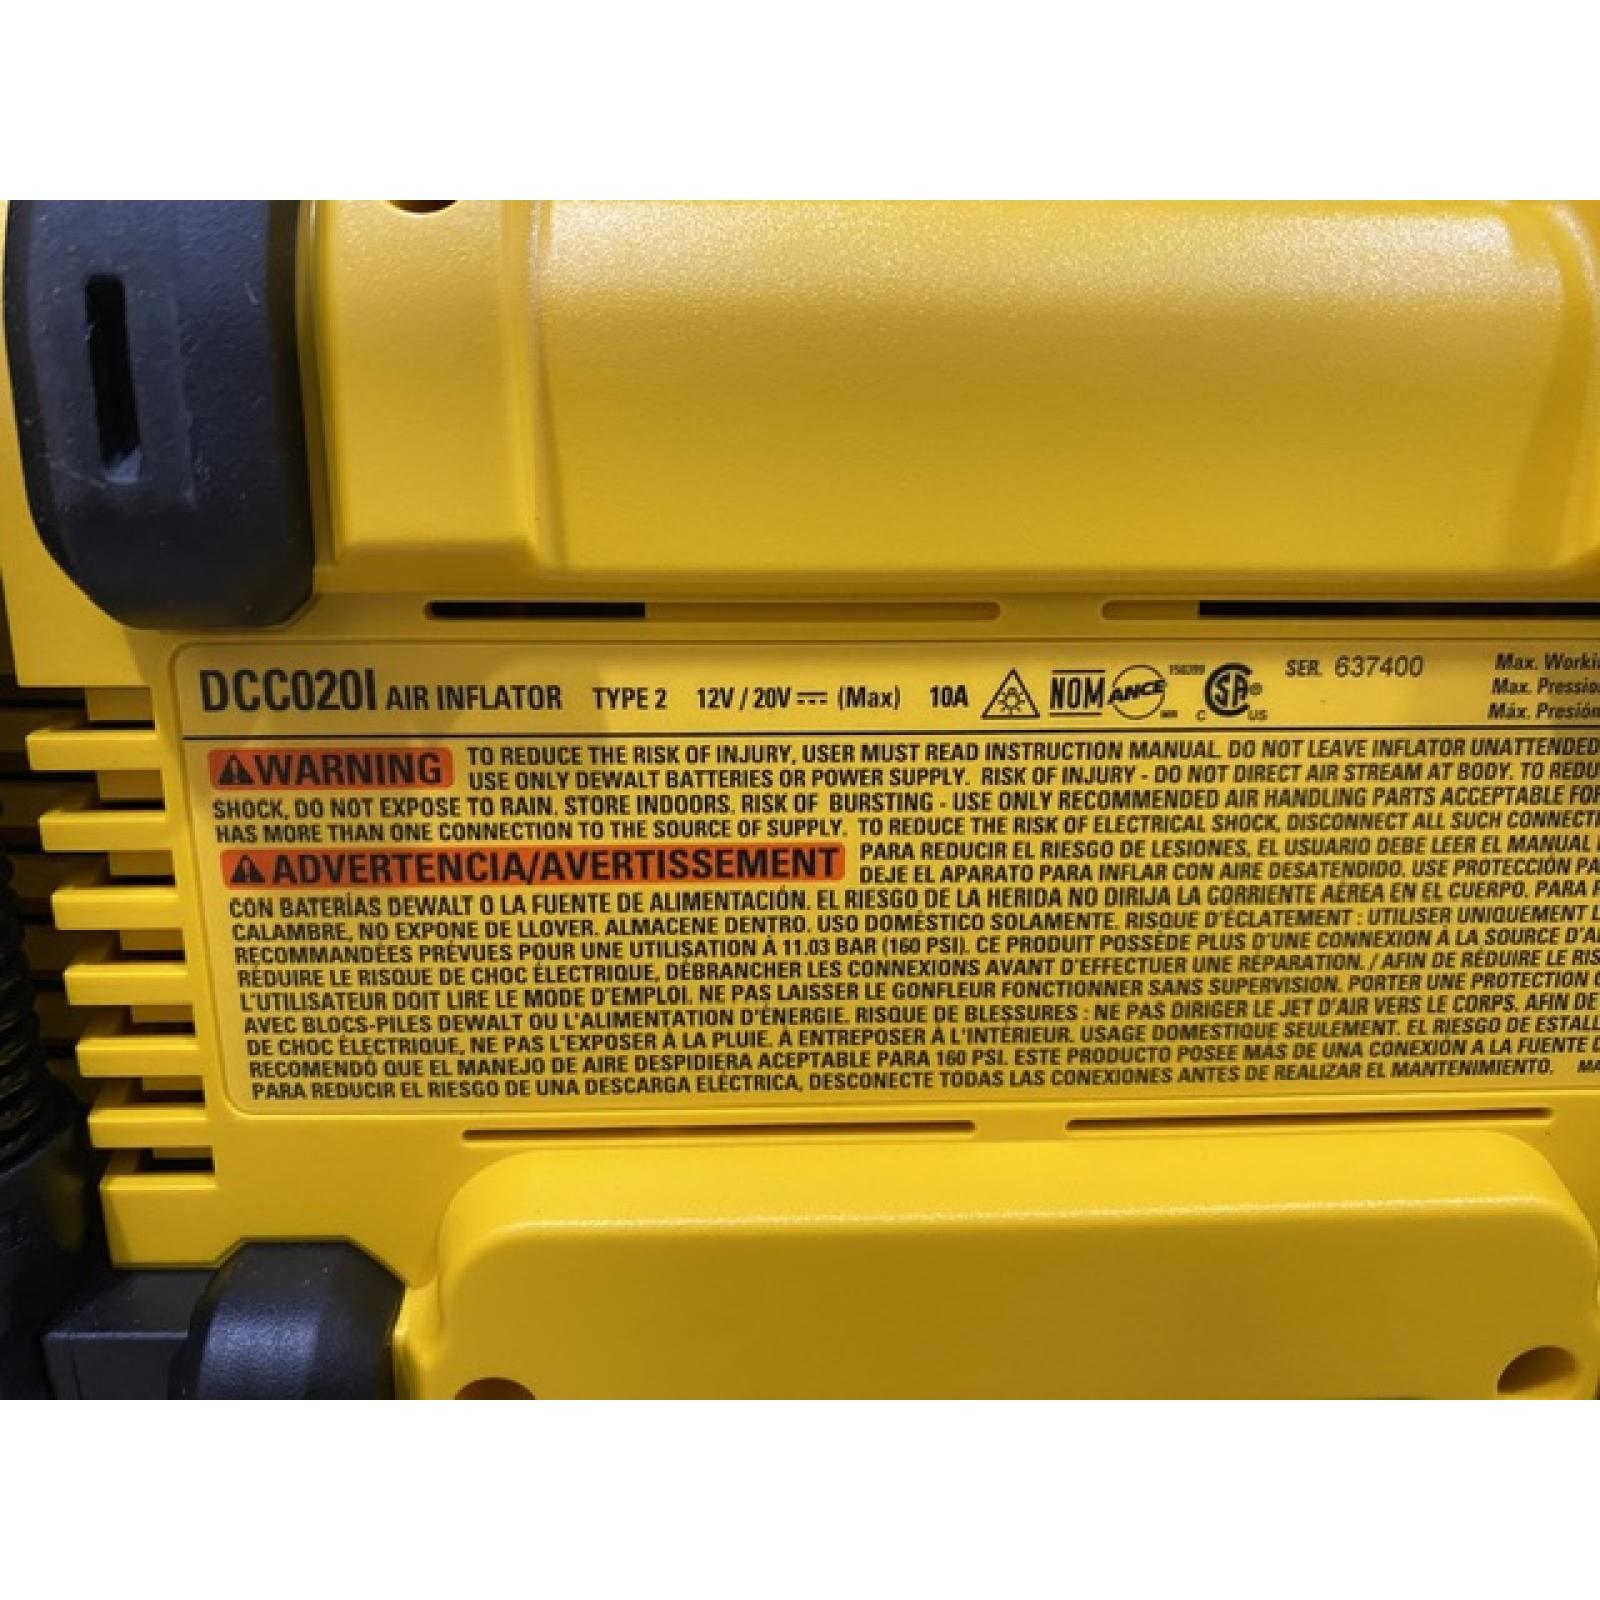 DCC020I AIR INFLATOR TYPE 2 12V / 20V (Max) 10A NOM ANCE 150209 SA® C US SER. 637400
Max. Workin
Max. Pression
Máx. Presión
WARNING TO REDUCE THE RISK OF INJURY, USER MUST READ INSTRUCTION MANUAL. DO NOT LEAVE INFLATOR UNATTENDED
USE ONLY DEWALT BATTERIES OR POWER SUPPLY. RISK OF INJURY - DO NOT DIRECT AIR STREAM AT BODY. TO REDU
SHOCK, DO NOT EXPOSE TO RAIN. STORE INDOORS. RISK OF BURSTING - USE ONLY RECOMMENDED AIR HANDLING PARTS ACCEPTABLE FOR
HAS MORE THAN ONE CONNECTION TO THE SOURCE OF SUPPLY. TO REDUCE THE RISK OF ELECTRICAL SHOCK, DISCONNECT ALL SUCH CONNECTI
ADVERTENCIA/AVERTISSEMENT PARA REDUCIR EL RIESGO DE LESIONES, EL USUARIO DEBE LEER EL MANUAL
DEJE EL APARATO PARA INFLAR CON AIRE DESATENDIDO. USE PROTECCIÓN PA
CON BATERÍAS DEWALT O LA FUENTE DE ALIMENTACIÓN. EL RIESGO DE LA HERIDA NO DIRIJA LA CORRIENTE AÉREA EN EL CUERPO. PARA
CALAMBRE, NO EXPONE DE LLOVER. ALMACENE DENTRO. USO DOMÉSTICO SOLAMENTE. RISQUE D'ÉCLATEMENT : UTILISER UNIQUEMENT L
RECOMMANDÉES PRÉVUES POUR UNE UTILISATION À 11.03 BAR (160 PSI). CE PRODUIT POSSÈDE PLUS D'UNE CONNEXION À LA SOURCE D'A
RÉDUIRE LE RISQUE DE CHOC ÉLECTRIQUE, DÉBRANCHER LES CONNEXIONS AVANT D'EFFECTUER UNE RÉPARATION. / AFIN DE RÉDUIRE LE RIS
L'UTILISATEUR DOIT LIRE LE MODE D'EMPLOI. NE PAS LAISSER LE GONFLEUR FONCTIONNER SANS SUPERVISION. PORTER UNE PROTECTION
AVEC BLOCS-PILES DEWALT OU L'ALIMENTATION D'ÉNERGIE. RISQUE DE BLESSURES : NE PAS DIRIGER LE JET D'AIR VERS LE CORPS. AFIN DE
DE CHOC ÉLECTRIQUE, NE PAS L'EXPOSER À LA PLUIE. À ENTREPOSER À L'INTÉRIEUR. USAGE DOMESTIQUE SEULEMENT. EL RIESGO DE ESTALL
RECOMENDÓ QUE EL MANEJO DE AIRE DESPIDIERA ACEPTABLE PARA 160 PSI. ESTE PRODUCTO POSEE MÁS DE UNA CONEXIÓN A LA FUENTE D
PARA REDUCIR EL RIESGO DE UNA DESCARGA ELÉCTRICA, DESCONECTE TODAS LAS CONEXIONES ANTES DE REALIZAR EL MANTENIMIENTO. MA